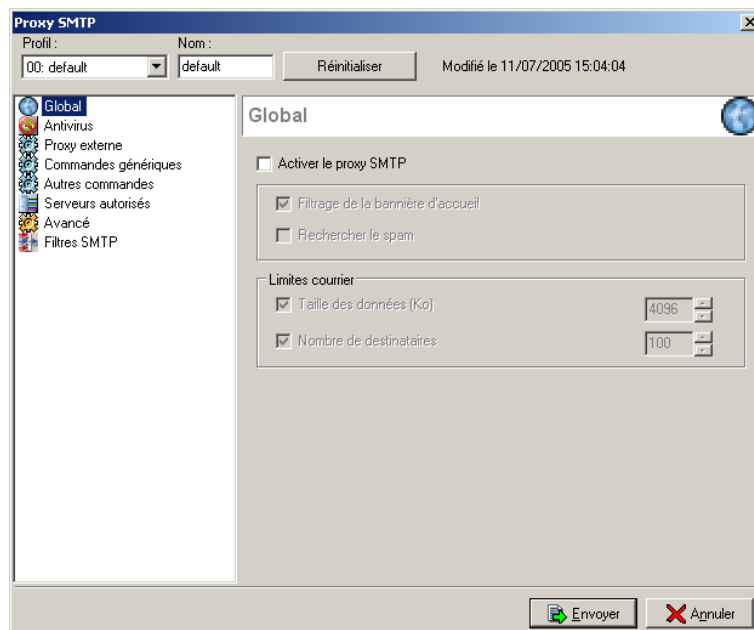 Proxy SMTP
Profil : Nom :
00: default default Réinitialiser Modifié le 11/07/2005 15:04:04
Global
Antivirus
Proxy externe
Commandes génériques
Autres commandes
Serveurs autorisés
Avancé
Filtres SMTP
Global
Activer le proxy SMTP
Filtrage de la bannière d'accueil
Rechercher le spam
Limites courrier
Taille des données (Ko) 4096
Nombre de destinataires 100
Envoyer Annuler